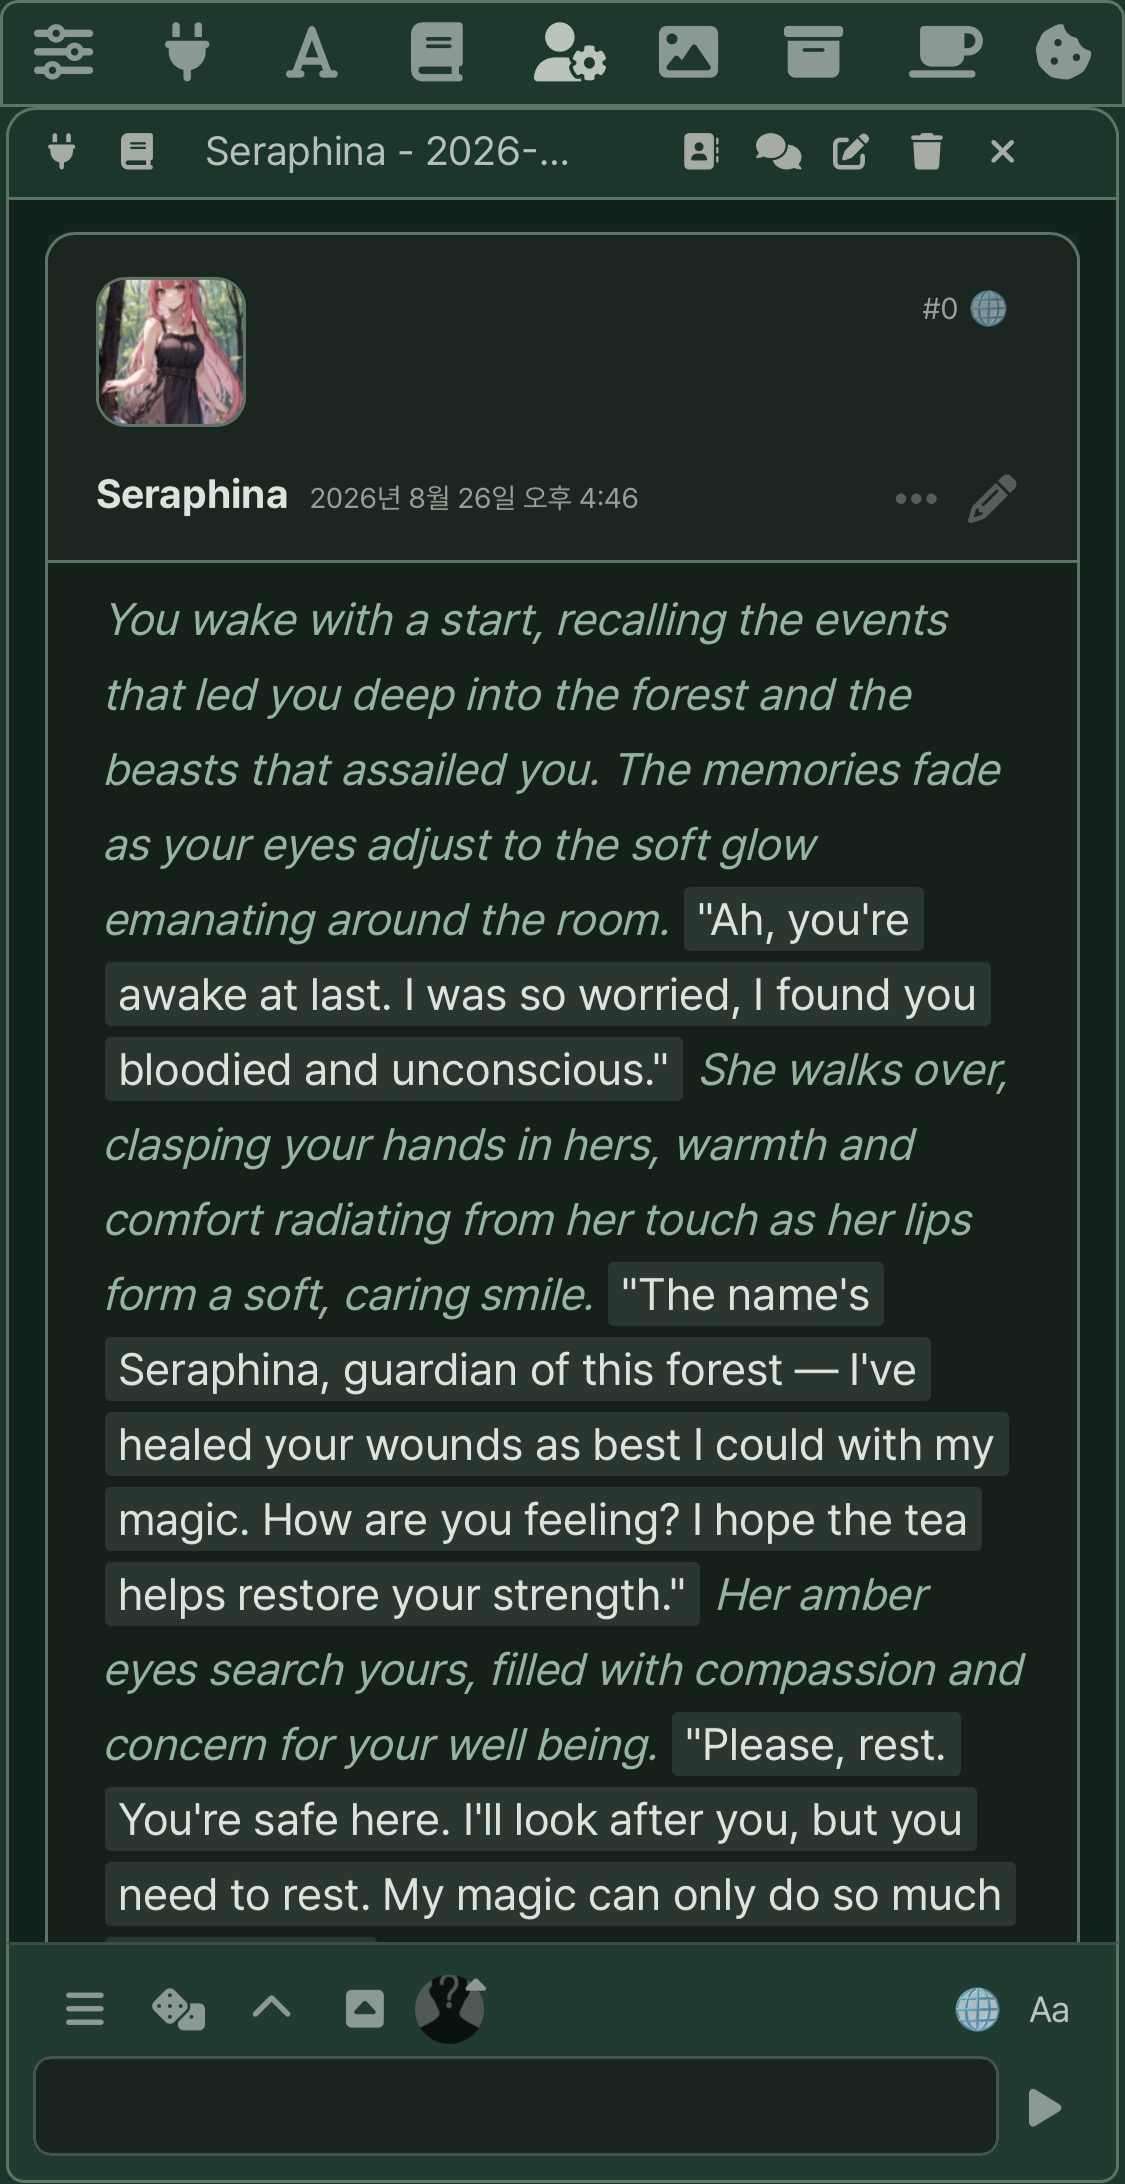 Seraphina - 2026-...
#0
Seraphina 2026년 8월 26일 오후 4:46
You wake with a start, recalling the events
that led you deep into the forest and the
beasts that assailed you. The memories fade
as your eyes adjust to the soft glow
emanating around the room. "Ah, you're
awake at last. I was so worried, I found you
bloodied and unconscious." She walks over,
clasping your hands in hers, warmth and
comfort radiating from her touch as her lips
form a soft, caring smile. "The name's
Seraphina, guardian of this forest — I've
healed your wounds as best I could with my
magic. How are you feeling? I hope the tea
helps restore your strength." Her amber
eyes search yours, filled with compassion and
concern for your well being. "Please, rest.
You're safe here. I'll look after you, but you
need to rest. My magic can only do so much
Aa